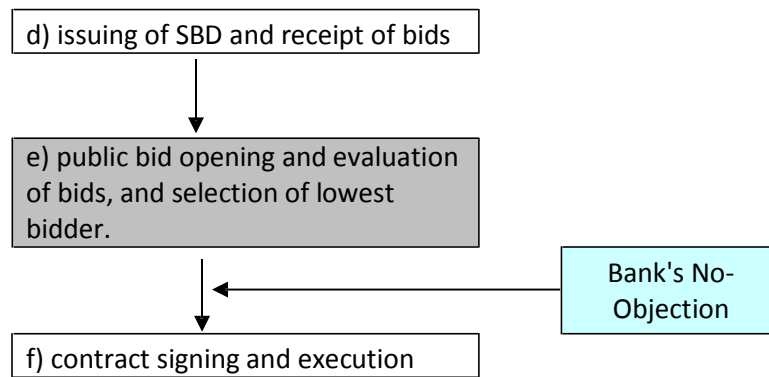 d) issuing of SBD and receipt of bids
e) public bid opening and evaluation
of bids, and selection of lowest
bidder.
Bank's No-
Objection
f) contract signing and execution